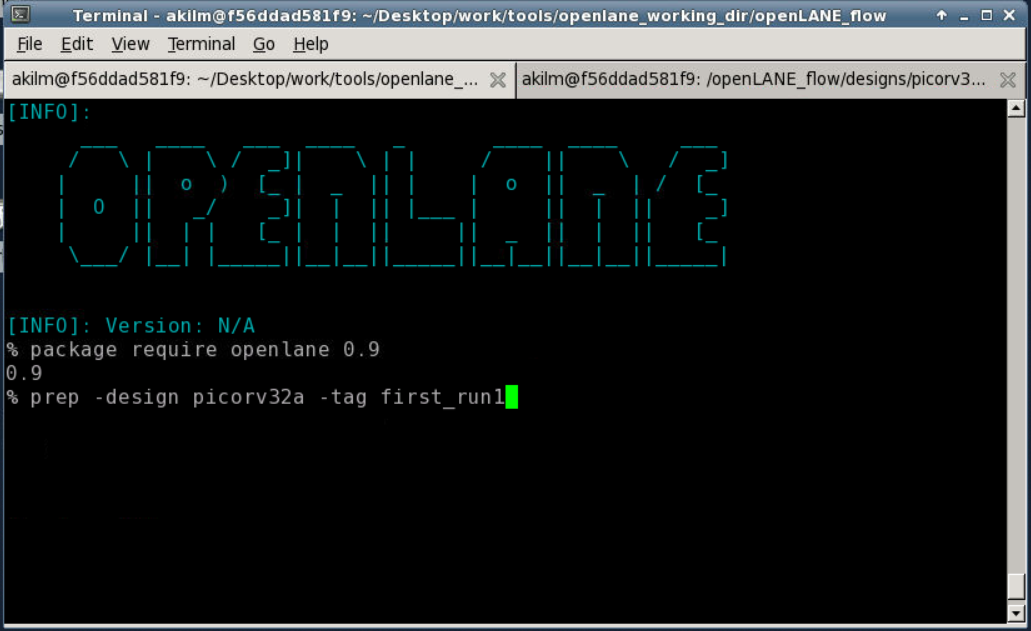 Terminal - akilm@f56ddad581f9: ~/Desktop/work/tools/openlane_working_dir/openLANE_flow
File Edit View Terminal Go Help
akilm@f56ddad581f9: ~/Desktop/work/tools/openlane_... akilm@f56ddad581f9: /openLANE_flow/designs/picorv3...
[INFO]:
OPENLANE
[INFO]: Version: N/A
% package require openlane 0.9
0.9
% prep -design picorv32a -tag first_run1